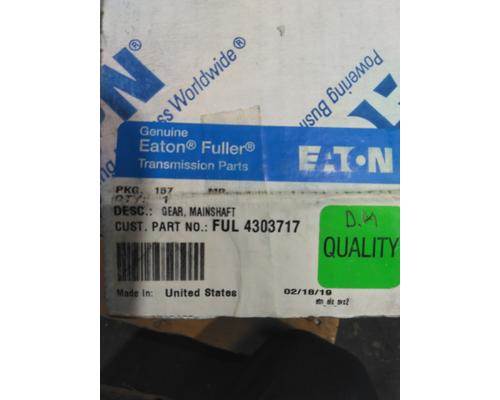 EATON
ss Worldwide®
Powering Busi
Genuine
Eaton® Fuller®
Transmission Parts
EATON
PKG. 187
QTY: 1
DESC.: GEAR, MAINSHAFT
CUST. PART NO.: FUL 4303717
D.M
QUALITY
Made in: United States
02/18/19